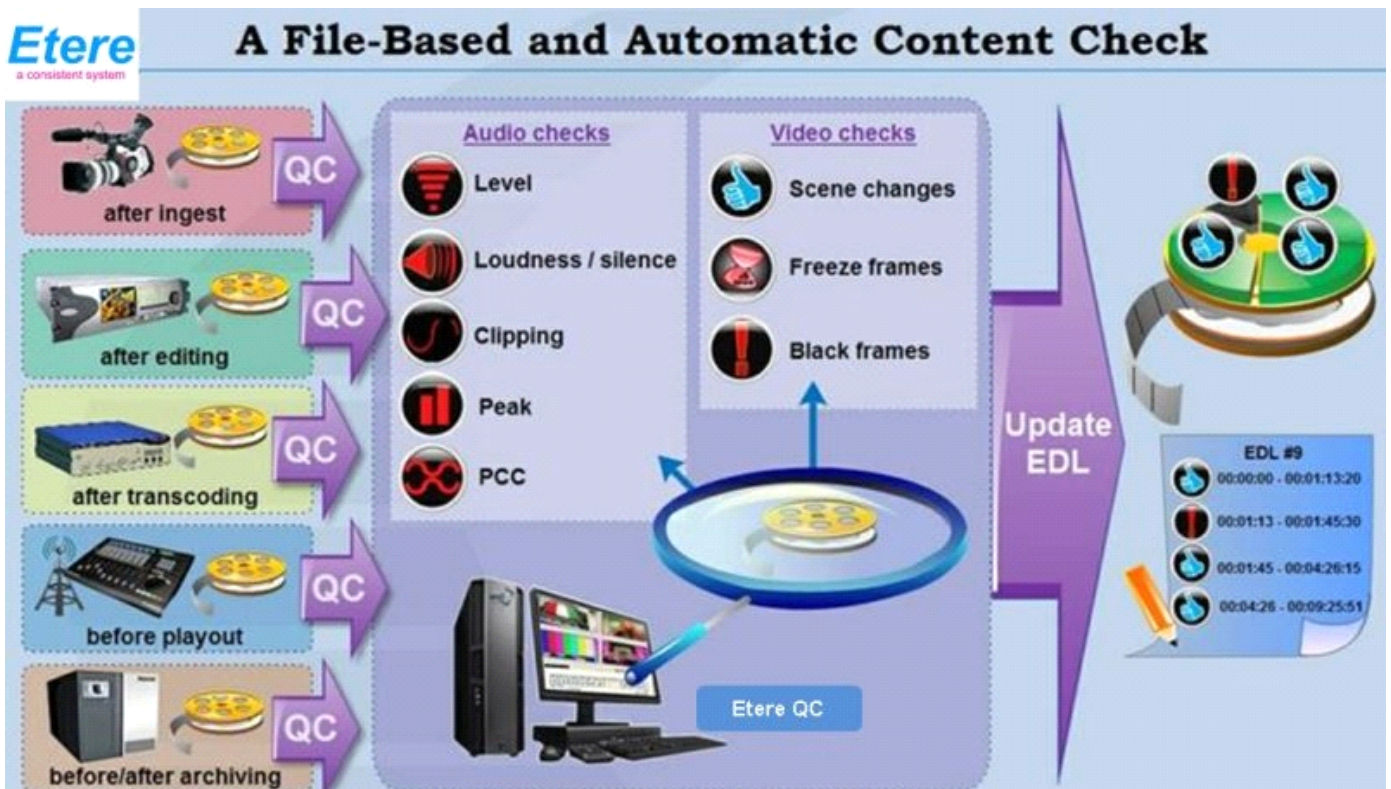 Etere
a consistent system
A File-Based and Automatic Content Check
QC
after ingest
QC
after editing
QC
after transcoding
QC
before playout
QC
before/after archiving
Audio checks
Level
Loudness / silence
Clipping
Peak
PCC
Video checks
Scene changes
Freeze frames
Black frames
Etere QC
Update
EDL
EDL #9
00:00:00 - 00:01:13:20
00:01:13 - 00:01:45:30
00:01:45 - 00:04:26:15
00:04:26 - 00:09:25:51